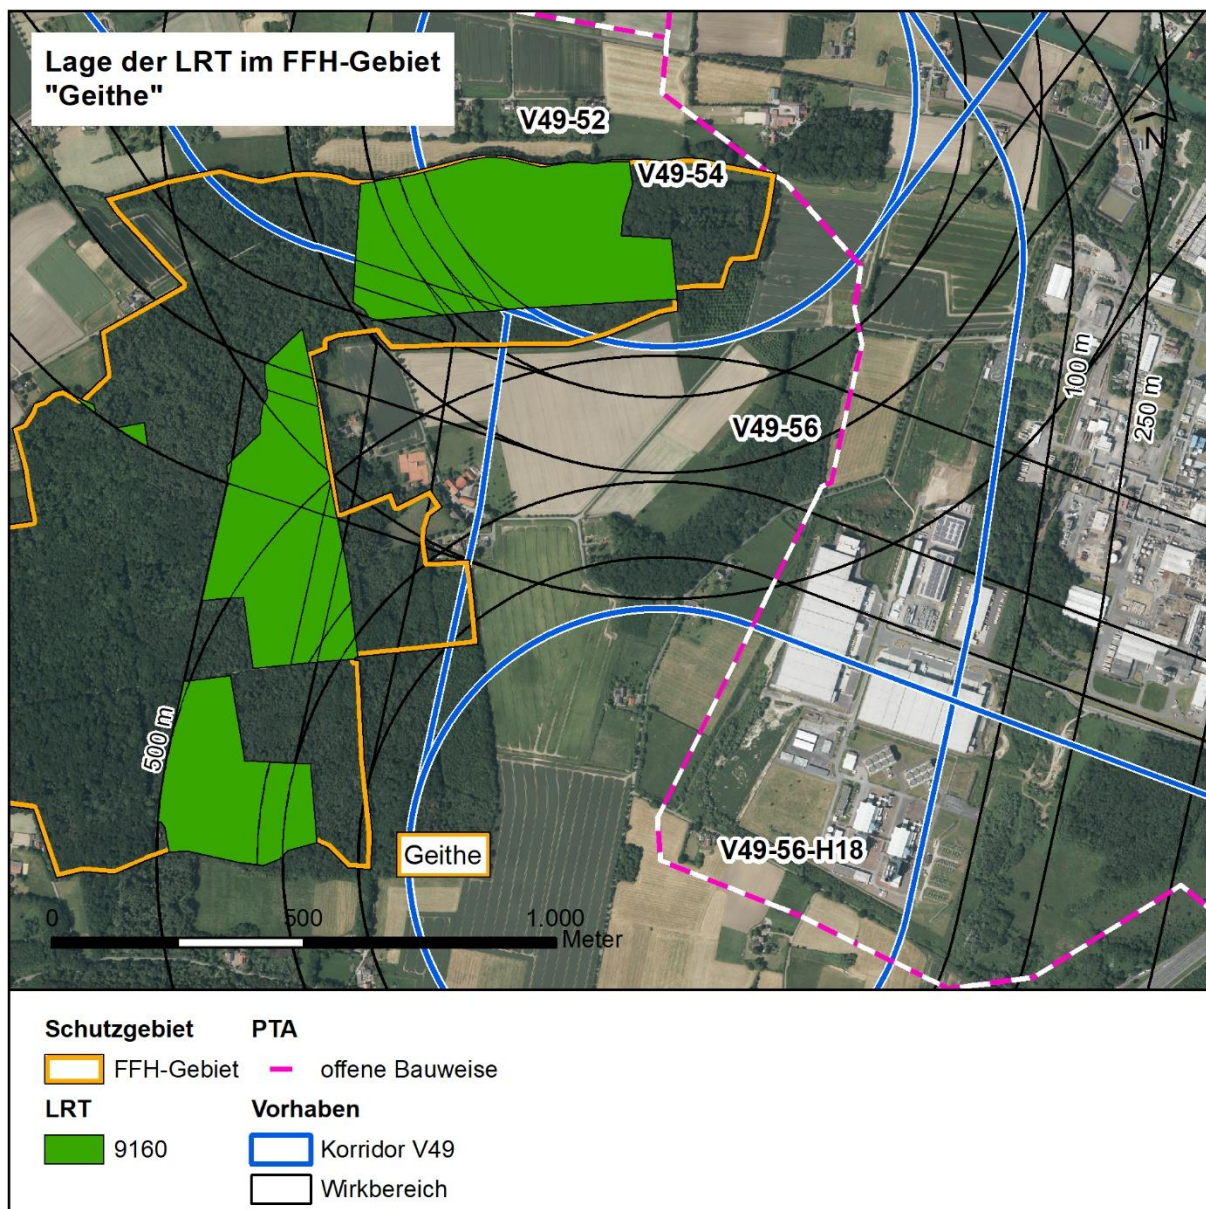 Lage der LRT im FFH-Gebiet
"Geithe"
N
V49-52
V49-54
100 m
250 m
V49-56
500 m
Geithe
V49-56-H18
0 500 1.000
Meter
Schutzgebiet PTA
FFH-Gebiet offene Bauweise
LRT Vorhaben
9160 Korridor V49
Wirkbereich